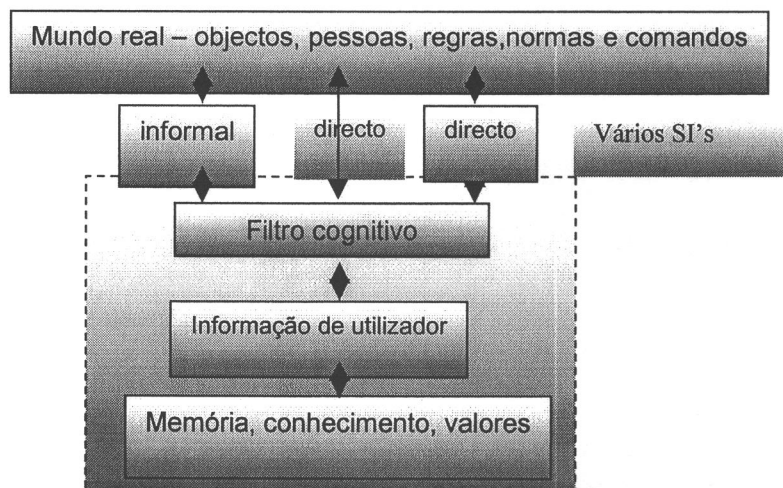 Mundo real – objectos, pessoas, regras,normas e comandos
informal
directo
directo
Vários SI's
Filtro cognitivo
Informação de utilizador
Memória, conhecimento, valores